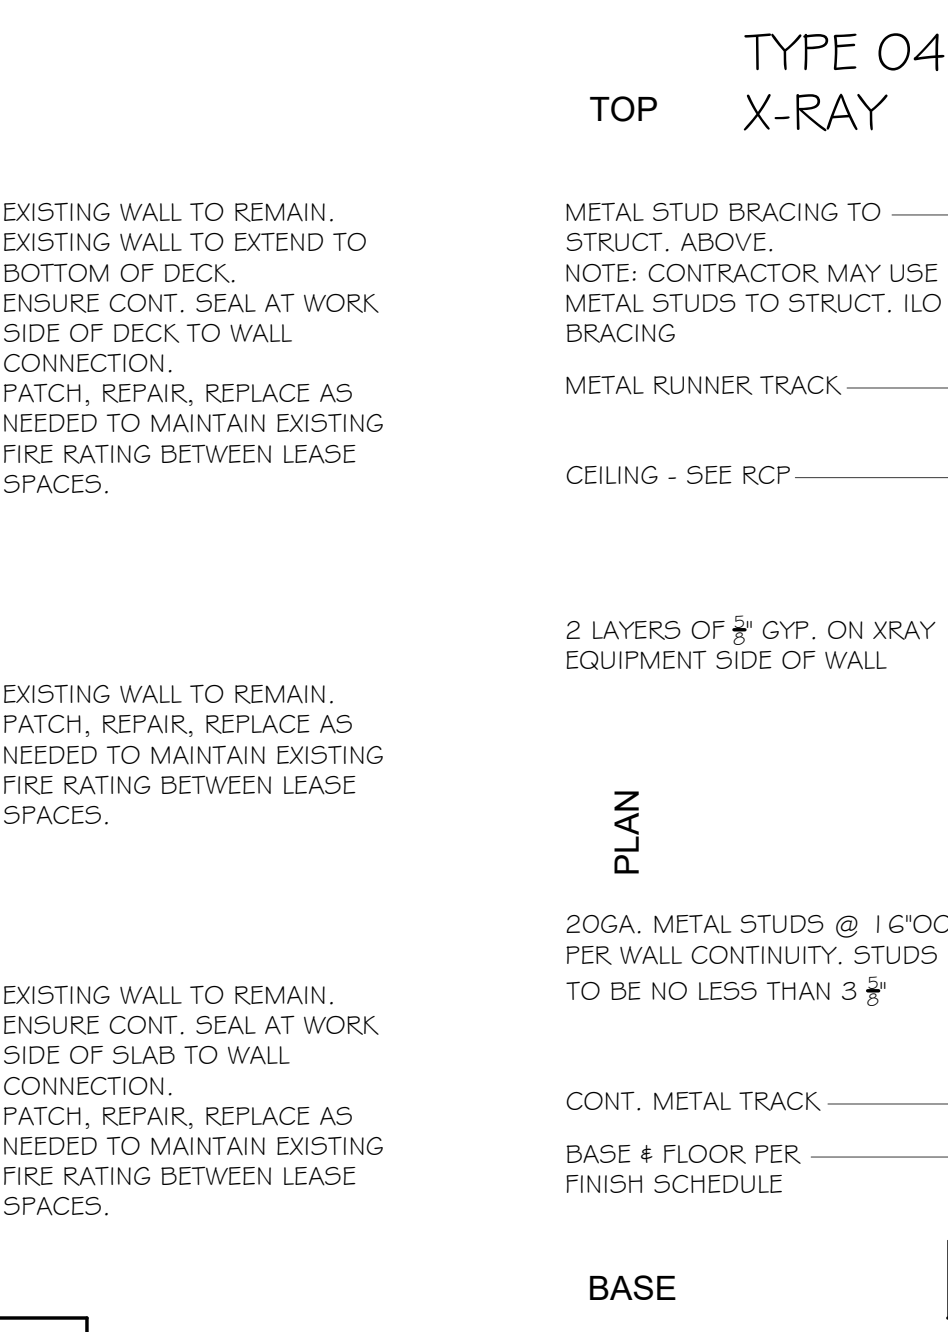 TYPE 04
X-RAY
TOP
EXISTING WALL TO REMAIN.
EXISTING WALL TO EXTEND TO
BOTTOM OF DECK.
ENSURE CONT. SEAL AT WORK
SIDE OF DECK TO WALL
CONNECTION.
PATCH, REPAIR, REPLACE AS
NEEDED TO MAINTAIN EXISTING
FIRE RATING BETWEEN LEASE
SPACES.
EXISTING WALL TO REMAIN.
PATCH, REPAIR, REPLACE AS
NEEDED TO MAINTAIN EXISTING
FIRE RATING BETWEEN LEASE
SPACES.
EXISTING WALL TO REMAIN.
ENSURE CONT. SEAL AT WORK
SIDE OF SLAB TO WALL
CONNECTION.
PATCH, REPAIR, REPLACE AS
NEEDED TO MAINTAIN EXISTING
FIRE RATING BETWEEN LEASE
SPACES.
METAL STUD BRACING TO
STRUCT. ABOVE.
NOTE: CONTRACTOR MAY USE
METAL STUDS TO STRUCT. ILO
BRACING
METAL RUNNER TRACK
CEILING - SEE RCP
2 LAYERS OF 5/8" GYP. ON XRAY
EQUIPMENT SIDE OF WALL
PLAN
20GA. METAL STUDS @ 16"OC
PER WALL CONTINUITY. STUDS
TO BE NO LESS THAN 3 5/8"
CONT. METAL TRACK
BASE & FLOOR PER
FINISH SCHEDULE
BASE